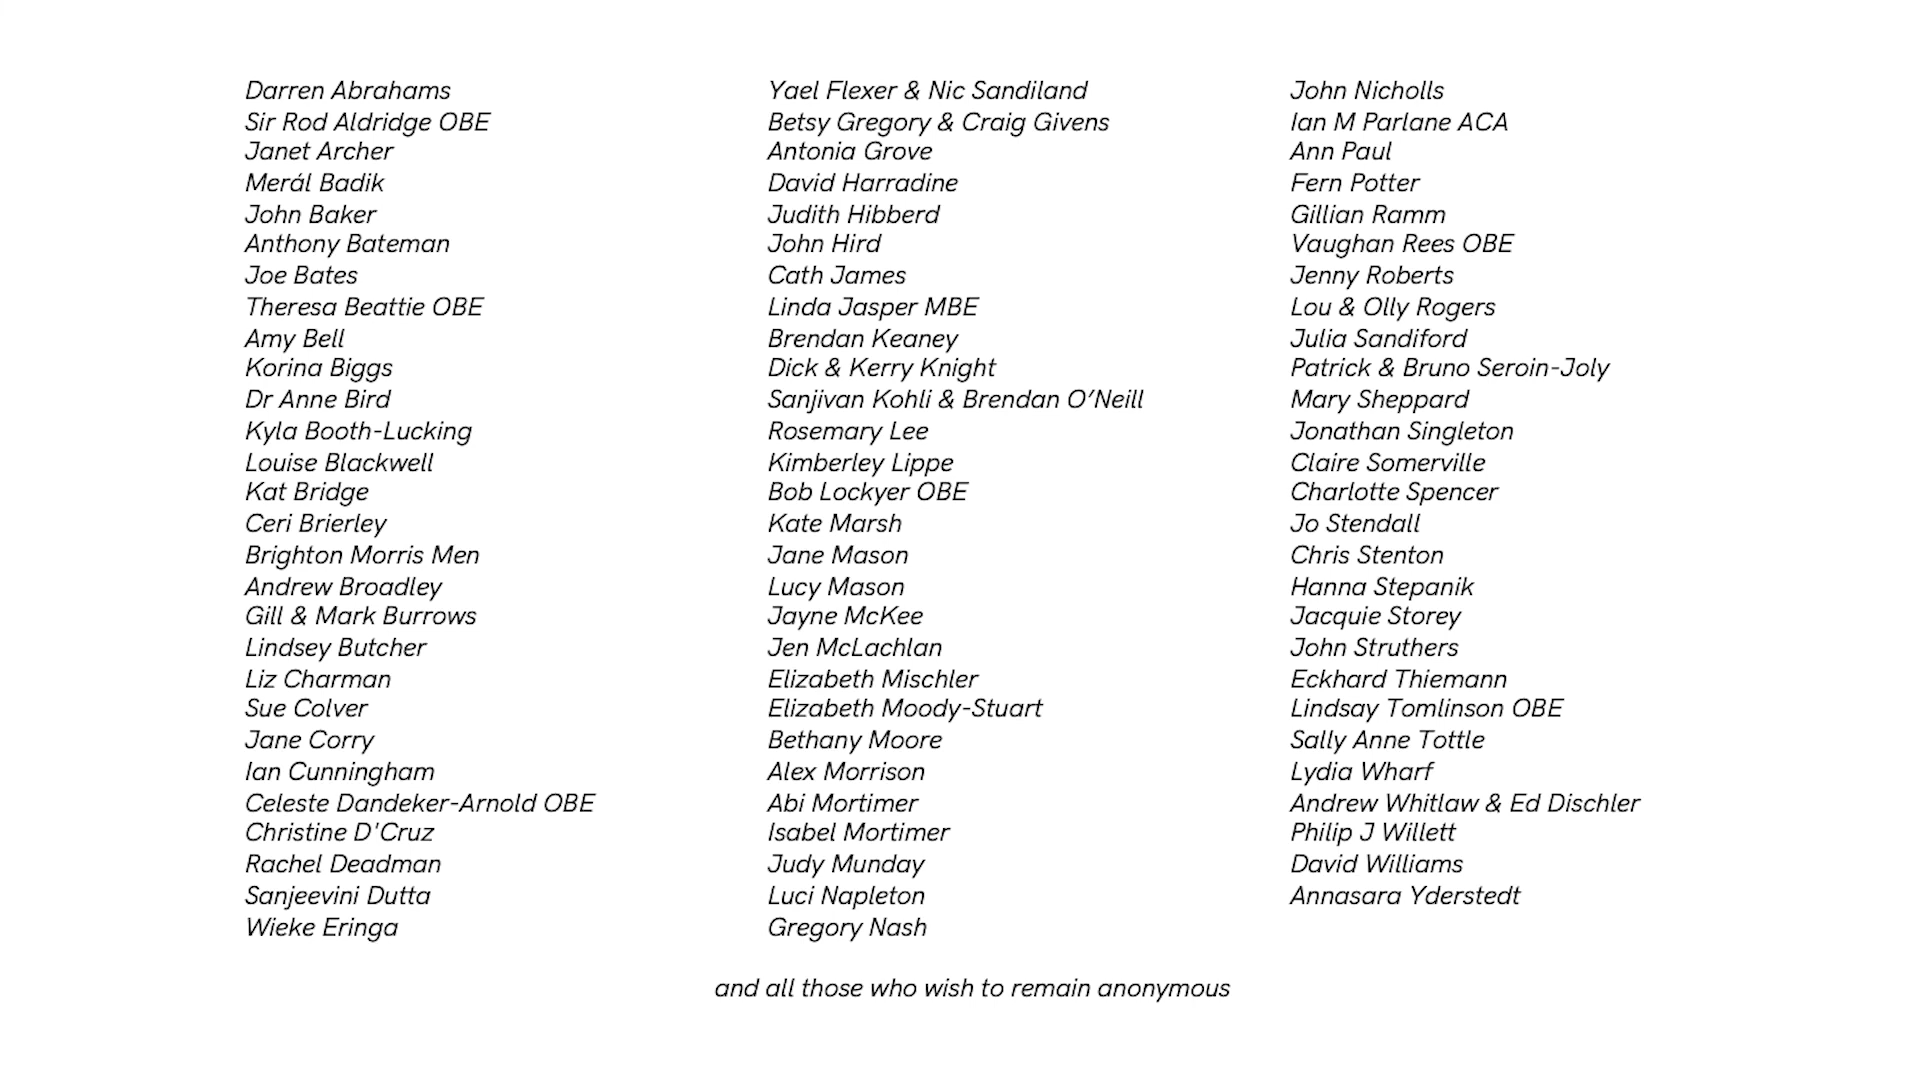 Darren Abrahams
Sir Rod Aldridge OBE
Janet Archer
Merál Badik
John Baker
Anthony Bateman
Joe Bates
Theresa Beattie OBE
Amy Bell
Korina Biggs
Dr Anne Bird
Kyla Booth-Lucking
Louise Blackwell
Kat Bridge
Ceri Brierley
Brighton Morris Men
Andrew Broadley
Gill & Mark Burrows
Lindsey Butcher
Liz Charman
Sue Colver
Jane Corry
Ian Cunningham
Celeste Dandeker-Arnold OBE
Christine D'Cruz
Rachel Deadman
Sanjeevini Dutta
Wieke Eringa
Yael Flexer & Nic Sandiland
Betsy Gregory & Craig Givens
Antonia Grove
David Harradine
Judith Hibberd
John Hird
Cath James
Linda Jasper MBE
Brendan Keaney
Dick & Kerry Knight
Sanjivan Kohli & Brendan O’Neill
Rosemary Lee
Kimberley Lippe
Bob Lockyer OBE
Kate Marsh
Jane Mason
Lucy Mason
Jayne McKee
Jen McLachlan
Elizabeth Mischler
Elizabeth Moody-Stuart
Bethany Moore
Alex Morrison
Abi Mortimer
Isabel Mortimer
Judy Munday
Luci Napleton
Gregory Nash
John Nicholls
Ian M Parlane ACA
Ann Paul
Fern Potter
Gillian Ramm
Vaughan Rees OBE
Jenny Roberts
Lou & Olly Rogers
Julia Sandiford
Patrick & Bruno Seroin-Joly
Mary Sheppard
Jonathan Singleton
Claire Somerville
Charlotte Spencer
Jo Stendall
Chris Stenton
Hanna Stepanik
Jacquie Storey
John Struthers
Eckhard Thiemann
Lindsay Tomlinson OBE
Sally Anne Tottle
Lydia Wharf
Andrew Whitlaw & Ed Dischler
Philip J Willett
David Williams
Annasara Yderstedt
and all those who wish to remain anonymous